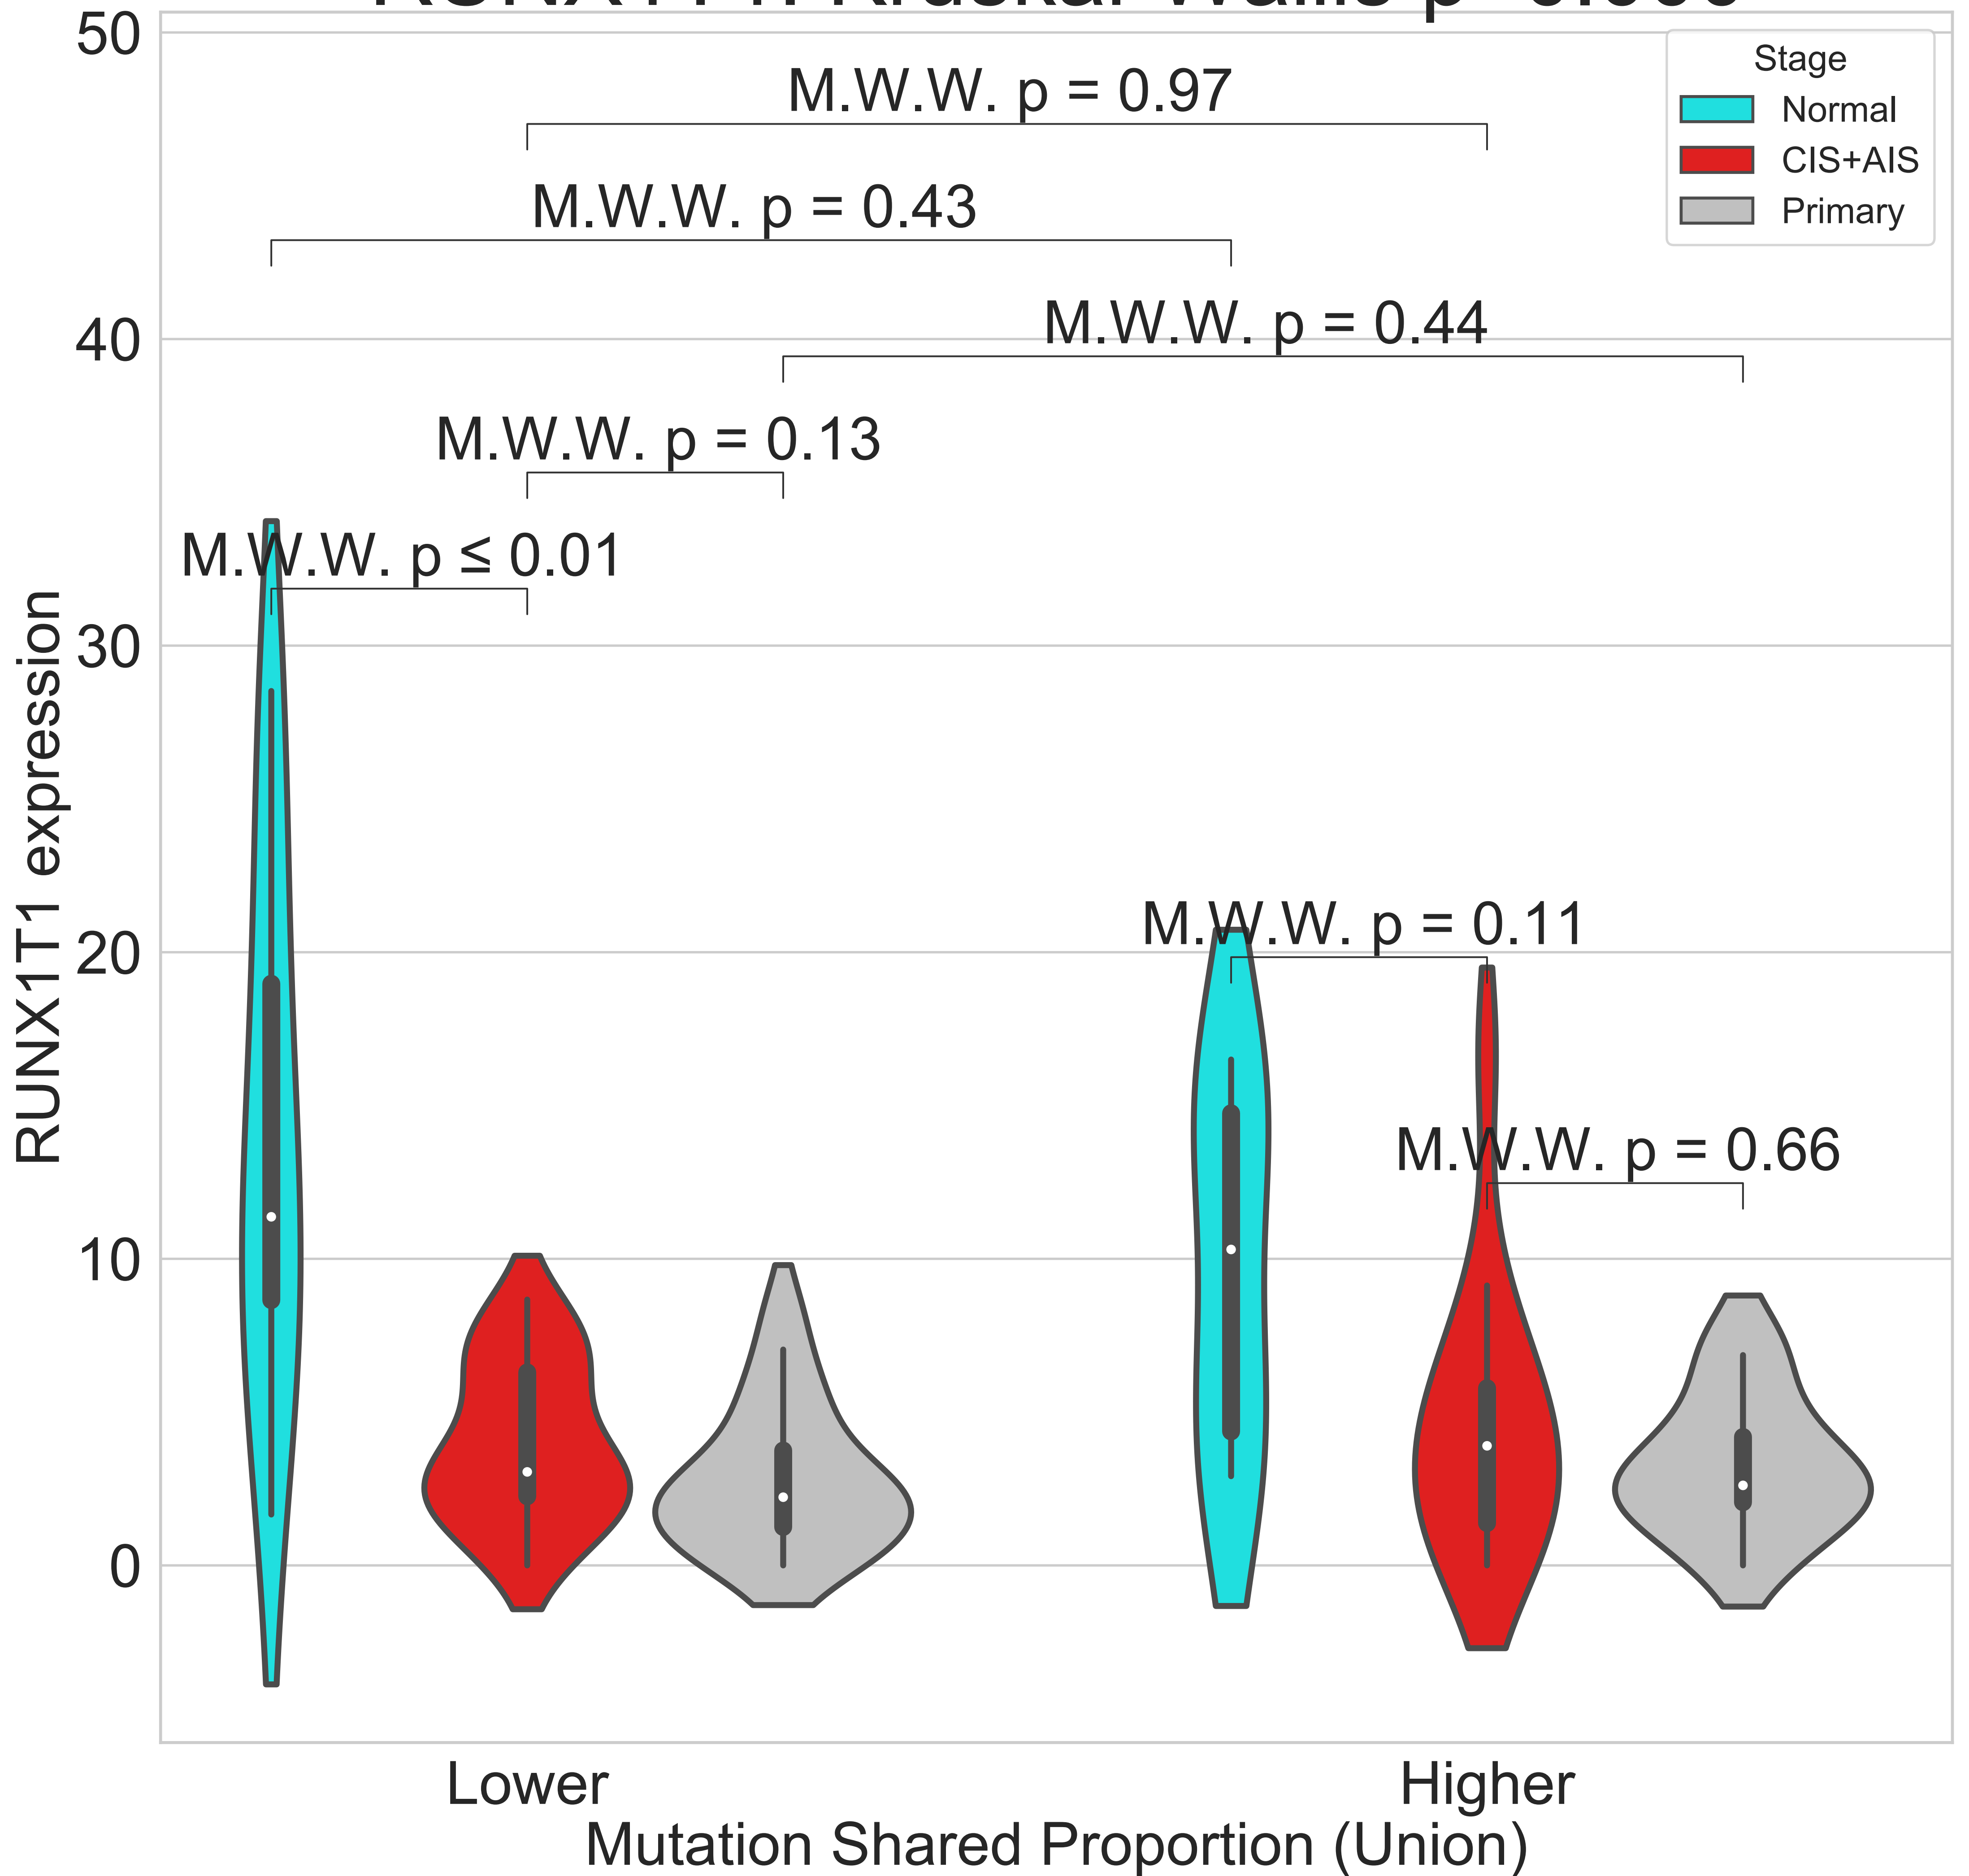 50
Stage
Normal
CIS+AIS
Primary
M.W.W. p = 0.97
M.W.W. p = 0.43
M.W.W. p = 0.44
40
M.W.W. p = 0.13
M.W.W. p ≤ 0.01
30
M.W.W. p = 0.11
20
M.W.W. p = 0.66
10
0
RUNX1T1 expression
Lower
Higher
Mutation Shared Proportion (Union)